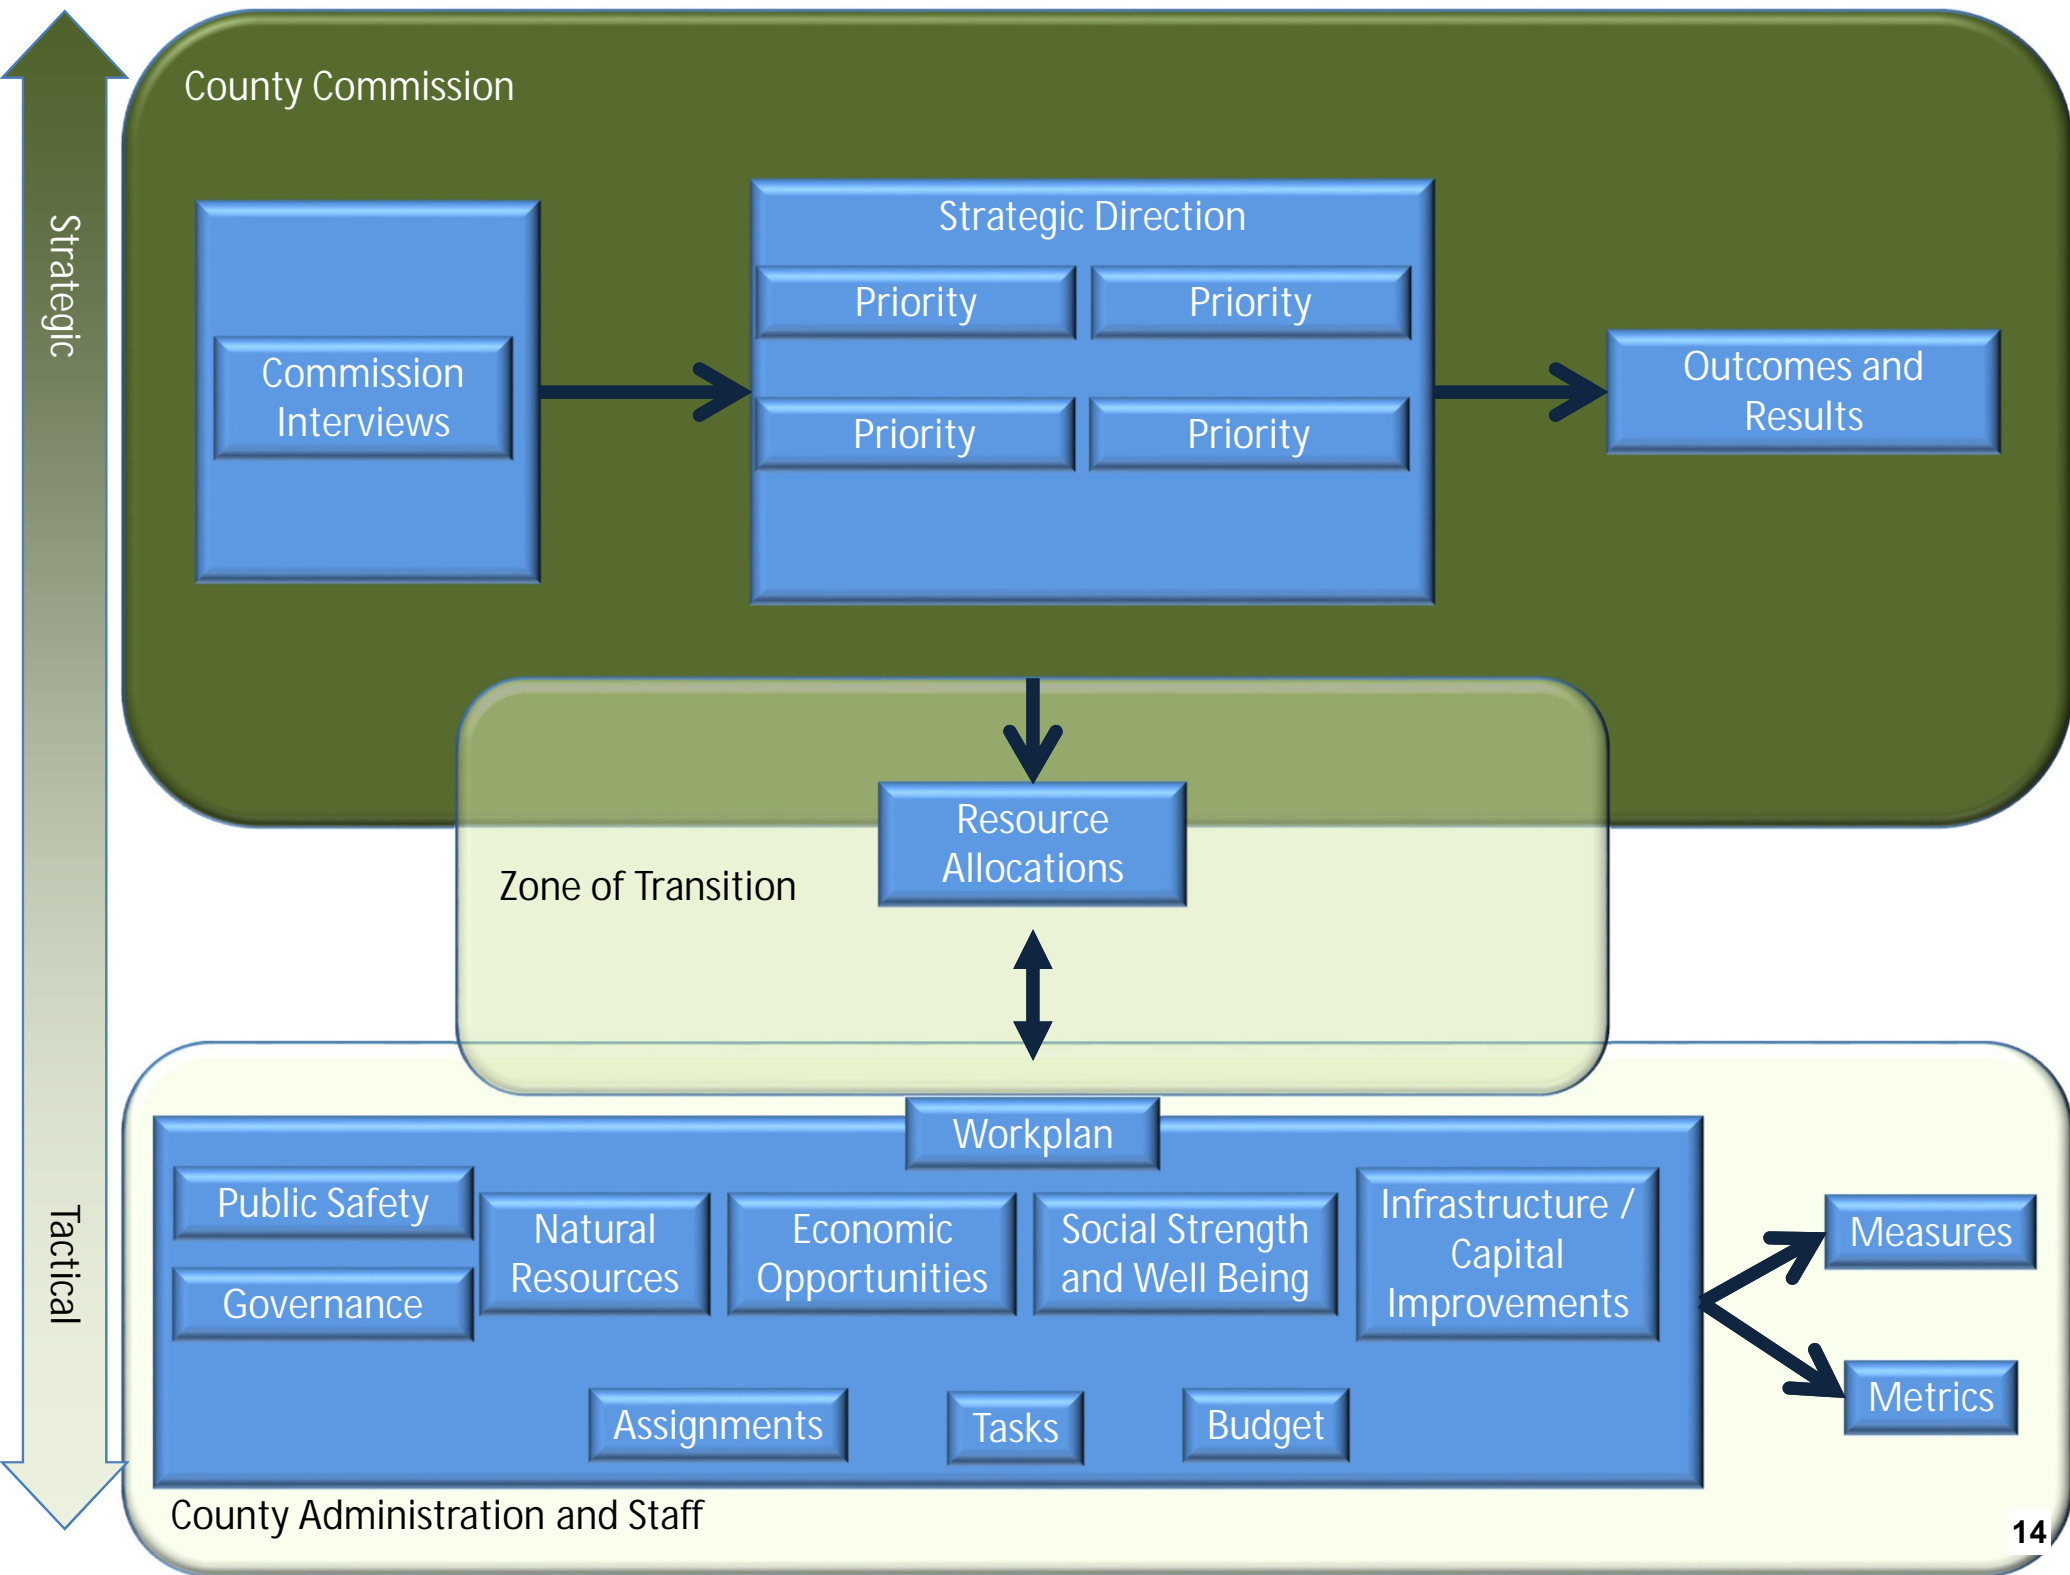 County Commission
Strategic
Strategic Direction
Priority
Priority
Commission
Interviews
Priority
Priority
Outcomes and
Results
Resource
Allocations
Zone of Transition
Tactical
Workplan
Public Safety
Governance
Natural
Resources
Economic
Opportunities
Social Strength
and Well Being
Infrastructure /
Capital
Improvements
Measures
Metrics
Assignments
Tasks
Budget
County Administration and Staff
14